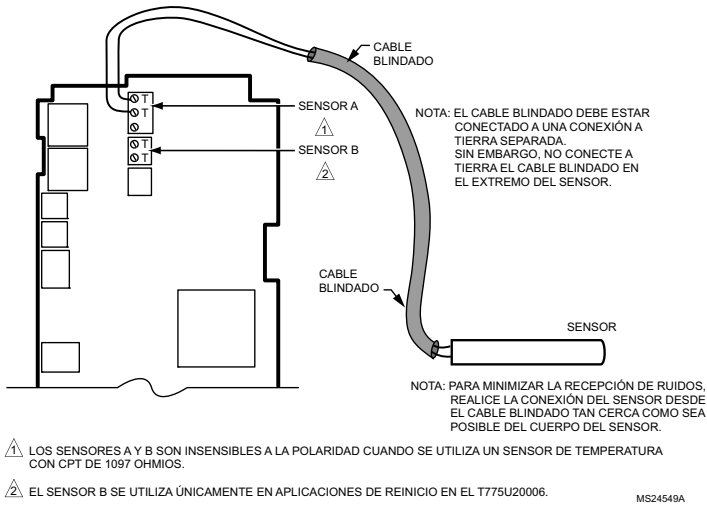 CABLE
BLINDADO
T
T
SENSOR A
1
T
T
SENSOR B
2
NOTA: EL CABLE BLINDADO DEBE ESTAR
CONECTADO A UNA CONEXIÓN A
TIERRA SEPARADA.
SIN EMBARGO, NO CONECTE A
TIERRA EL CABLE BLINDADO EN
EL EXTREMO DEL SENSOR.
CABLE
BLINDADO
SENSOR
NOTA: PARA MINIMIZAR LA RECEPCIÓN DE RUIDOS,
REALICE LA CONEXIÓN DEL SENSOR DESDE
EL CABLE BLINDADO TAN CERCA COMO SEA
POSIBLE DEL CUERPO DEL SENSOR.
1 LOS SENSORES A Y B SON INSENSIBLES A LA POLARIDAD CUANDO SE UTILIZA UN SENSOR DE TEMPERATURA
CON CPT DE 1097 OHMIOS.
2 EL SENSOR B SE UTILIZA ÚNICAMENTE EN APLICACIONES DE REINICIO EN EL T775U20006.
MS24549A